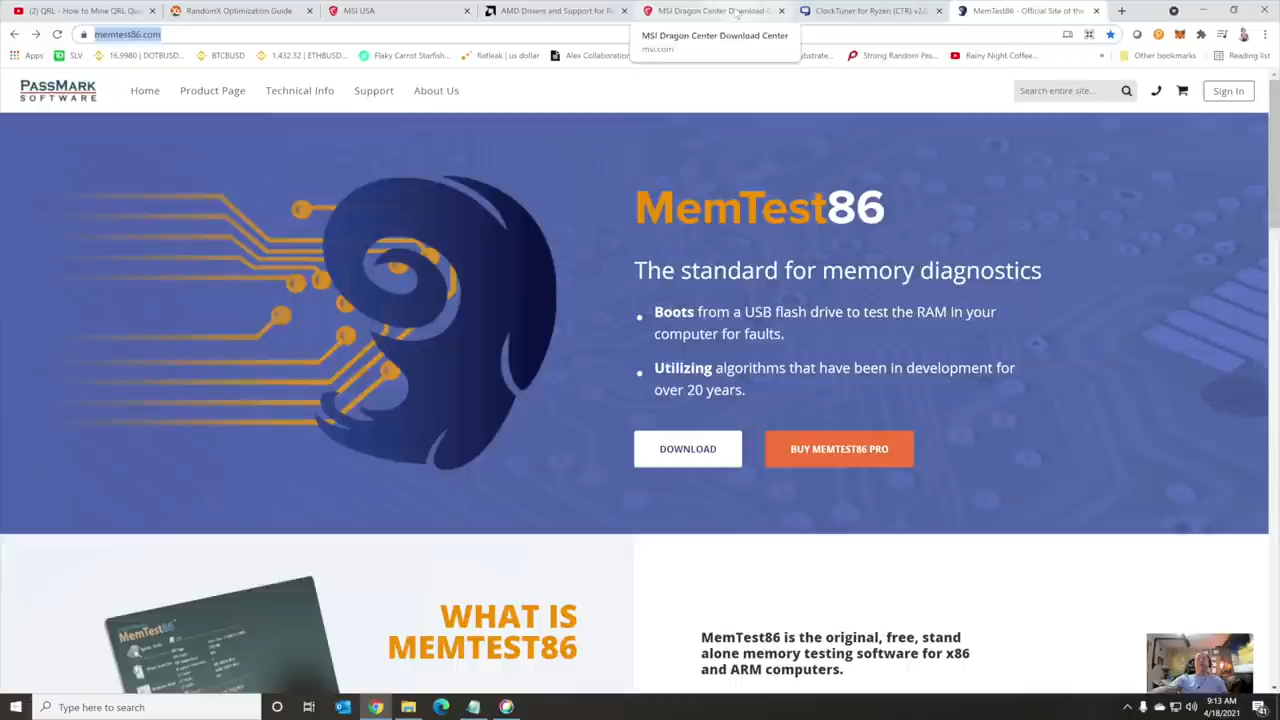 (2) QRL - How to Mine QRL Qua
RandomX Optimization Guide
MSI USA
AMD Drivers and Support for Ra
MSI Dragon Center Download
ClockTuner for Ryzen (CTR) v2.0
MemTest86 - Official Site of the
memtest86.com
MSI Dragon Center Download Center
msi.com
Apps
SLV
16.9980 | DOTBUSD...
BTCBUSD
1,432.32 | ETHBUSD...
fiatleak | us dollar
Flaky Carrot Starfish...
Alex Collaboration
ubstrate...
Strong Random Pas...
Rainy Night Coffee...
»
Other bookmarks
Reading list
PASSMARK
SOFTWARE
Home
Product Page
Technical Info
Support
About Us
Search entire site...
Sign In
MemTest86
The standard for memory diagnostics
• Boots from a USB flash drive to test the RAM in your
computer for faults.
• Utilizing algorithms that have been in development for
over 20 years.
DOWNLOAD
BUY MEMTEST86 PRO
WHAT IS
MEMTEST86
MemTest86
MemTest86 is the original, free, stand
alone memory testing software for x86
and ARM computers.
Type here to search
9:13 AM
4/18/2021
41